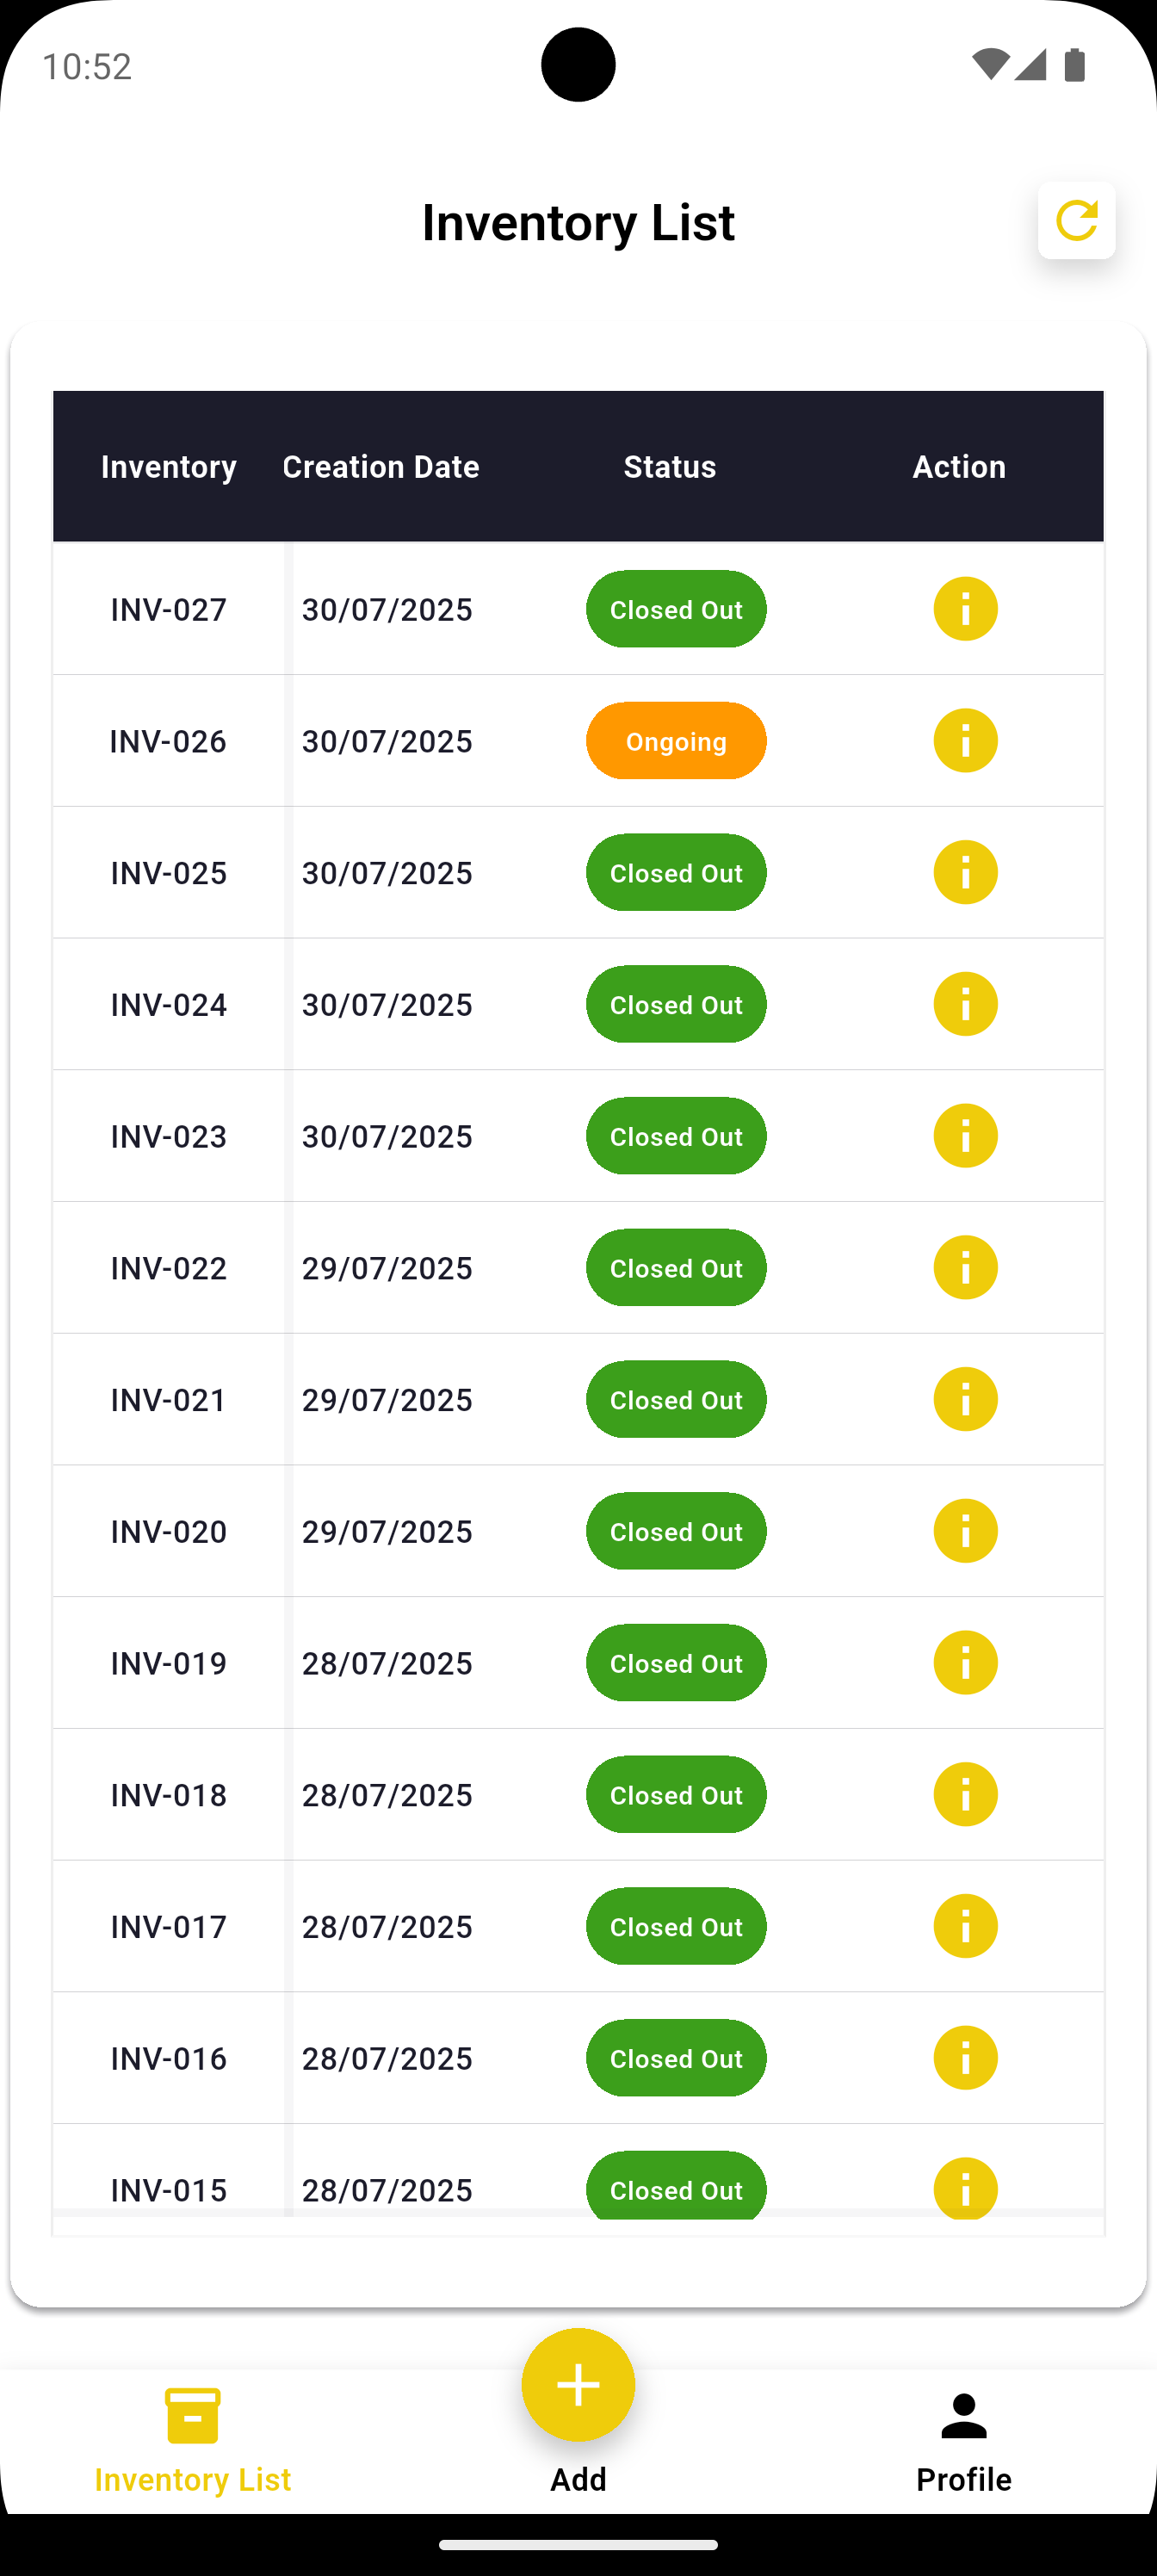 10:52
Inventory List
Inventory Creation Date Status Action
INV-027 30/07/2025 Closed Out
INV-026 30/07/2025 Ongoing
INV-025 30/07/2025 Closed Out
INV-024 30/07/2025 Closed Out
INV-023 30/07/2025 Closed Out
INV-022 29/07/2025 Closed Out
INV-021 29/07/2025 Closed Out
INV-020 29/07/2025 Closed Out
INV-019 28/07/2025 Closed Out
INV-018 28/07/2025 Closed Out
INV-017 28/07/2025 Closed Out
INV-016 28/07/2025 Closed Out
INV-015 28/07/2025 Closed Out
Inventory List Add Profile